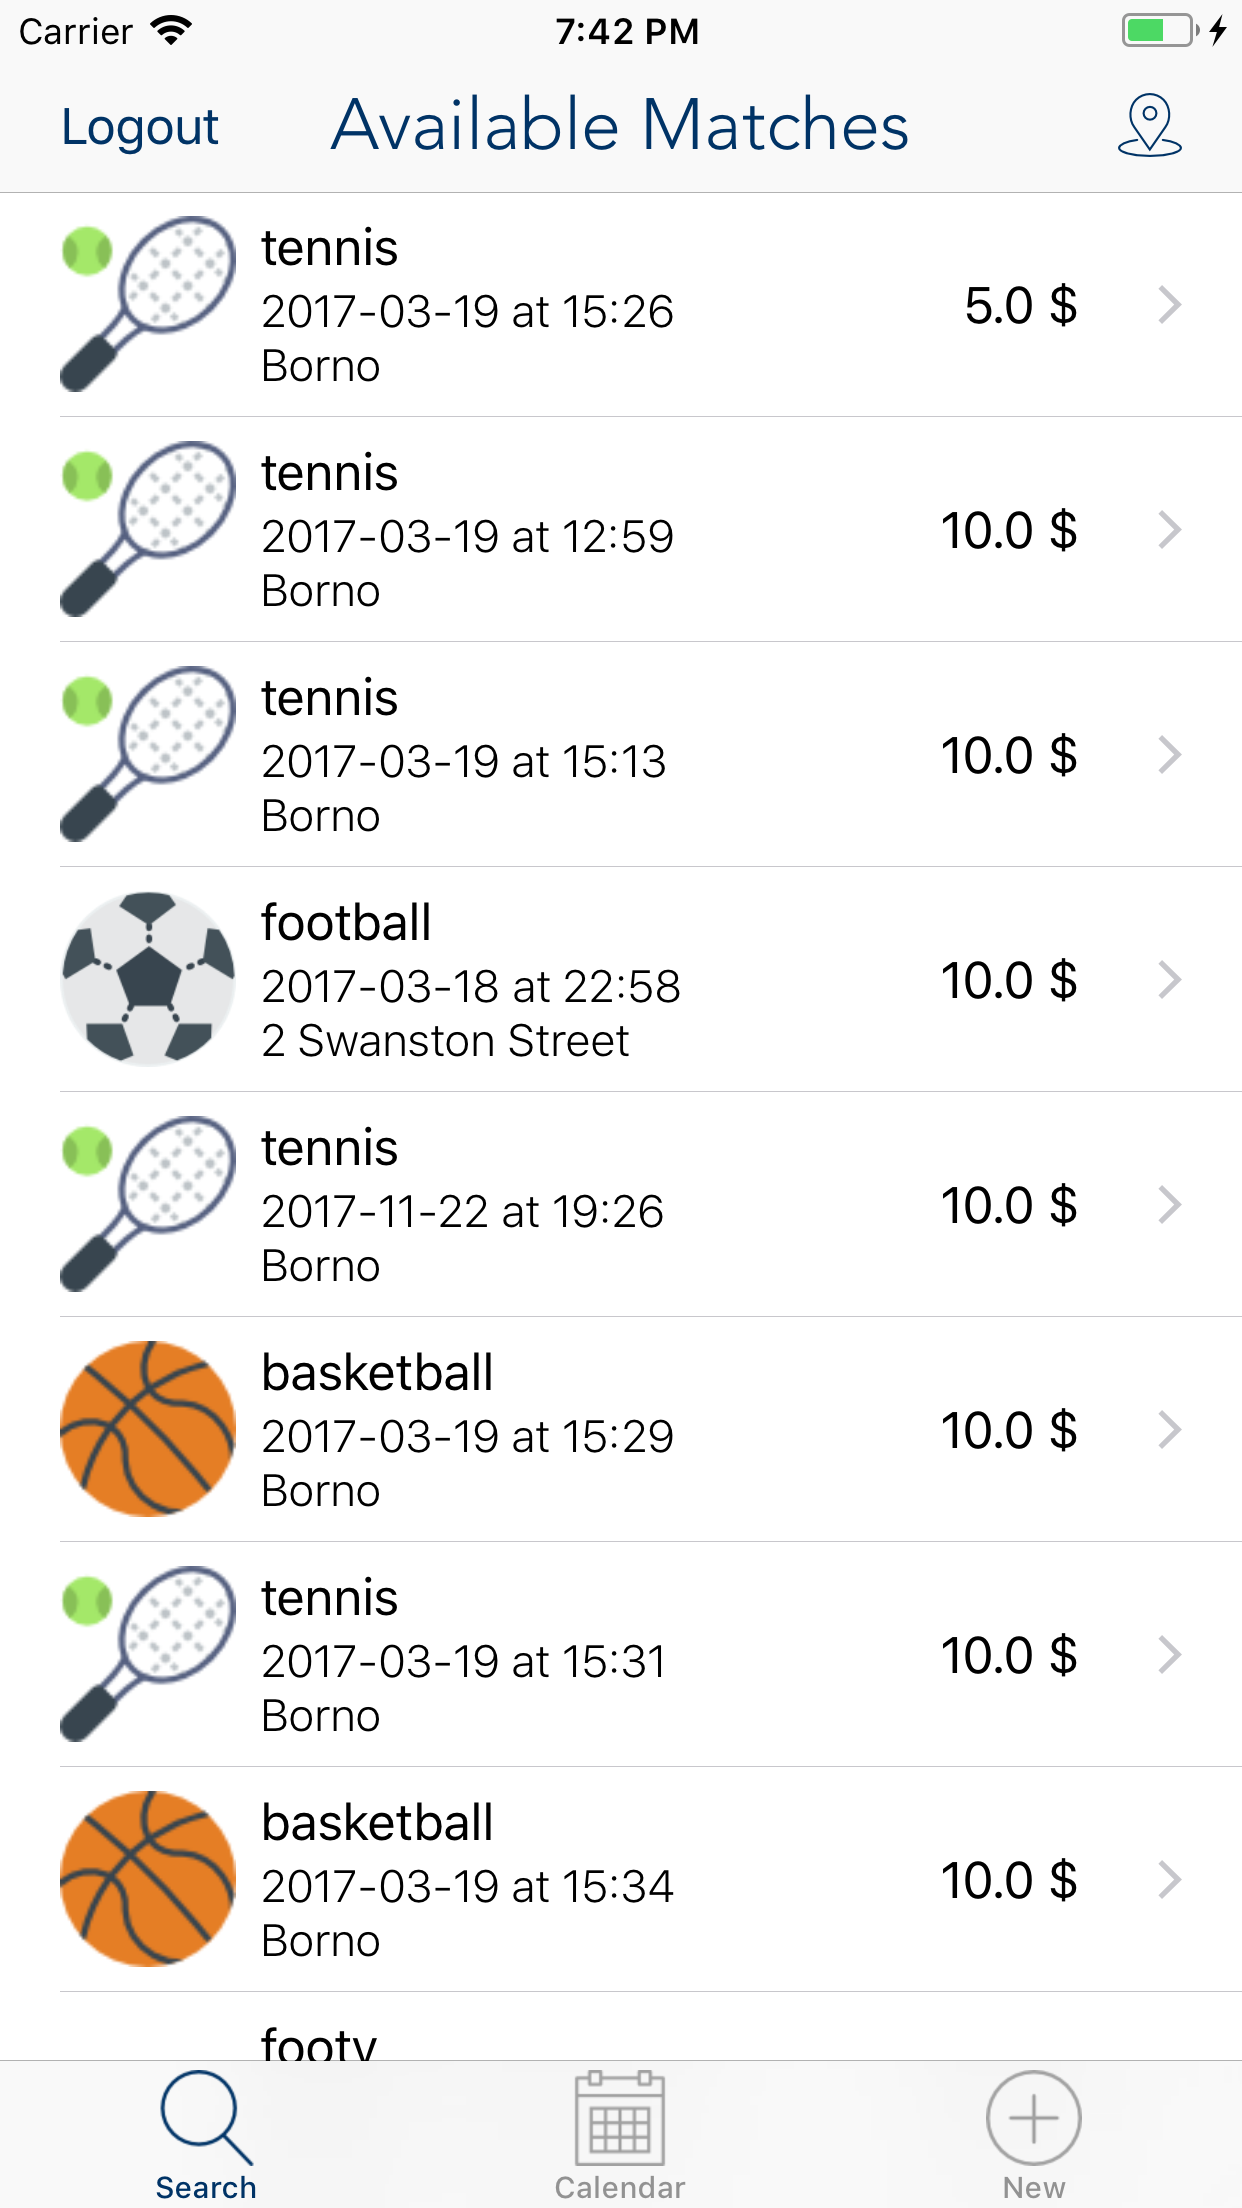 Carrier 7:42 PM
Logout Available Matches
tennis
2017-03-19 at 15:26
Borno
5.0 $
tennis
2017-03-19 at 12:59
Borno
10.0 $
tennis
2017-03-19 at 15:13
Borno
10.0 $
football
2017-03-18 at 22:58
2 Swanston Street
10.0 $
tennis
2017-11-22 at 19:26
Borno
10.0 $
basketball
2017-03-19 at 15:29
Borno
10.0 $
tennis
2017-03-19 at 15:31
Borno
10.0 $
basketball
2017-03-19 at 15:34
Borno
10.0 $
footy
Search Calendar New